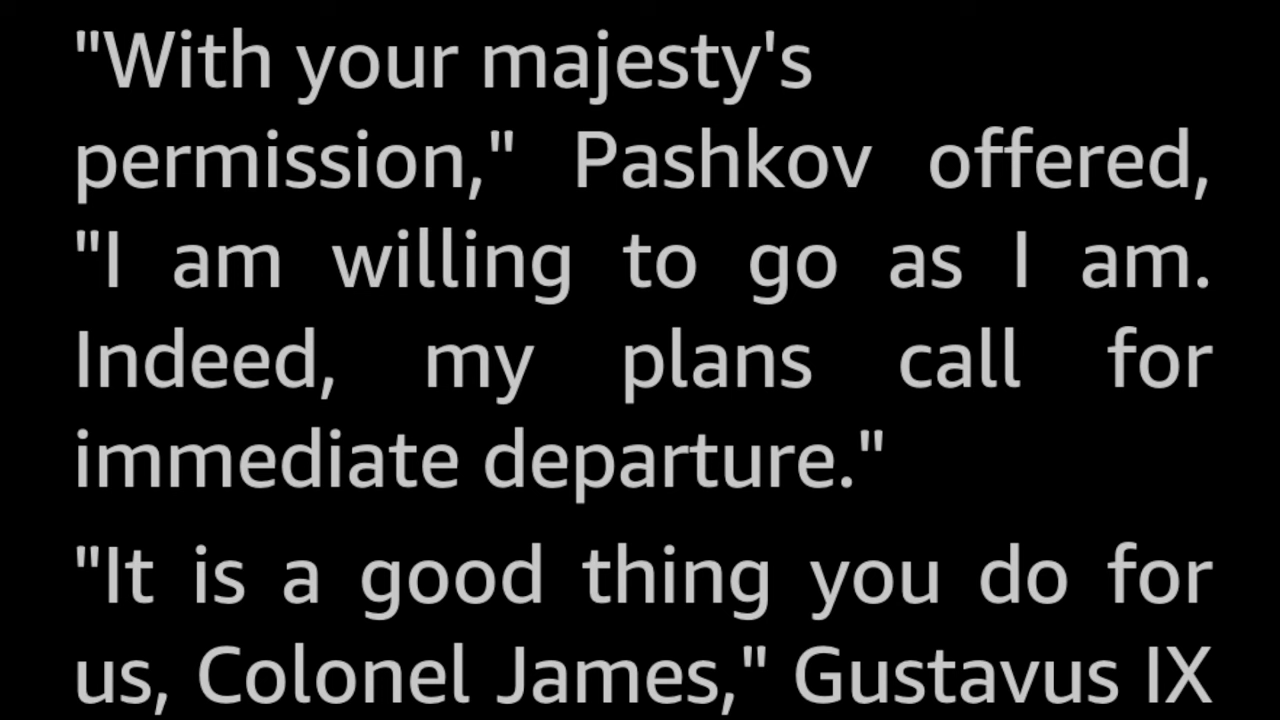 "With your majesty's
permission," Pashkov offered,
"I am willing to go as I am.
Indeed, my plans call for
immediate departure."
"It is a good thing you do for
us, Colonel James," Gustavus IX